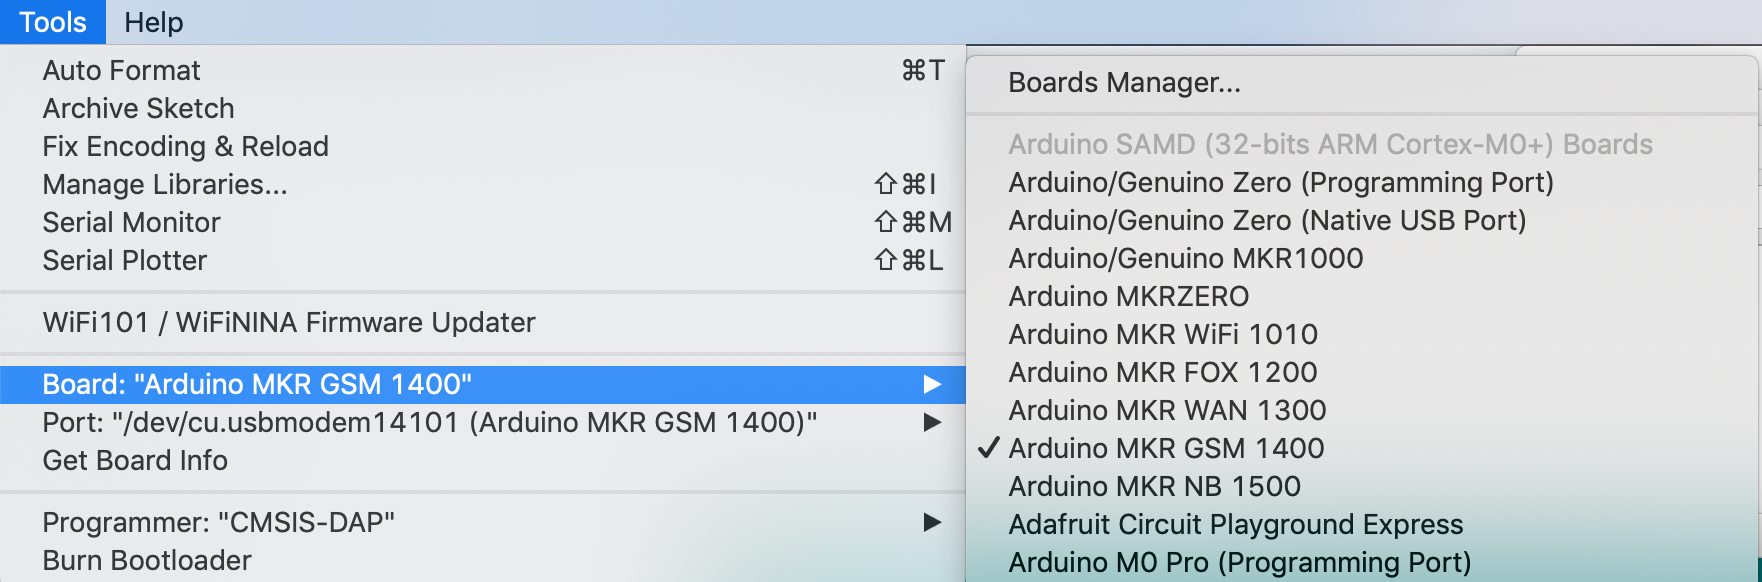 Tools Help
Auto Format ⌘T
Archive Sketch
Fix Encoding & Reload
Manage Libraries... ⇧⌘I
Serial Monitor ⇧⌘M
Serial Plotter ⇧⌘L
WiFi101 / WiFiNINA Firmware Updater
Board: "Arduino MKR GSM 1400" ▶
Port: "/dev/cu.usbmodem14101 (Arduino MKR GSM 1400)" ▶
Get Board Info
Programmer: "CMSIS-DAP" ▶
Burn Bootloader
Boards Manager...
Arduino SAMD (32-bits ARM Cortex-M0+) Boards
Arduino/Genuino Zero (Programming Port)
Arduino/Genuino Zero (Native USB Port)
Arduino/Genuino MKR1000
Arduino MKRZERO
Arduino MKR WiFi 1010
Arduino MKR FOX 1200
Arduino MKR WAN 1300
✓ Arduino MKR GSM 1400
Arduino MKR NB 1500
Adafruit Circuit Playground Express
Arduino M0 Pro (Programming Port)